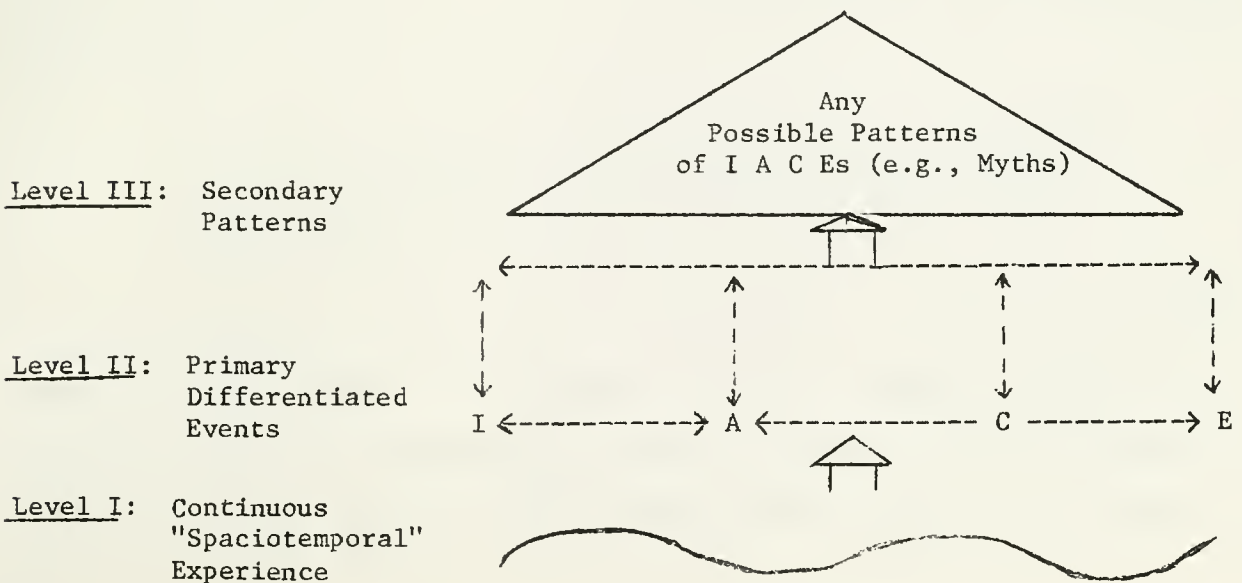 Any
Possible Patterns
of I A C Es (e.g., Myths)
Level III: Secondary
Patterns
Level II: Primary
Differentiated
Events
I A C E
Level I: Continuous
"Spaciotemporal"
Experience